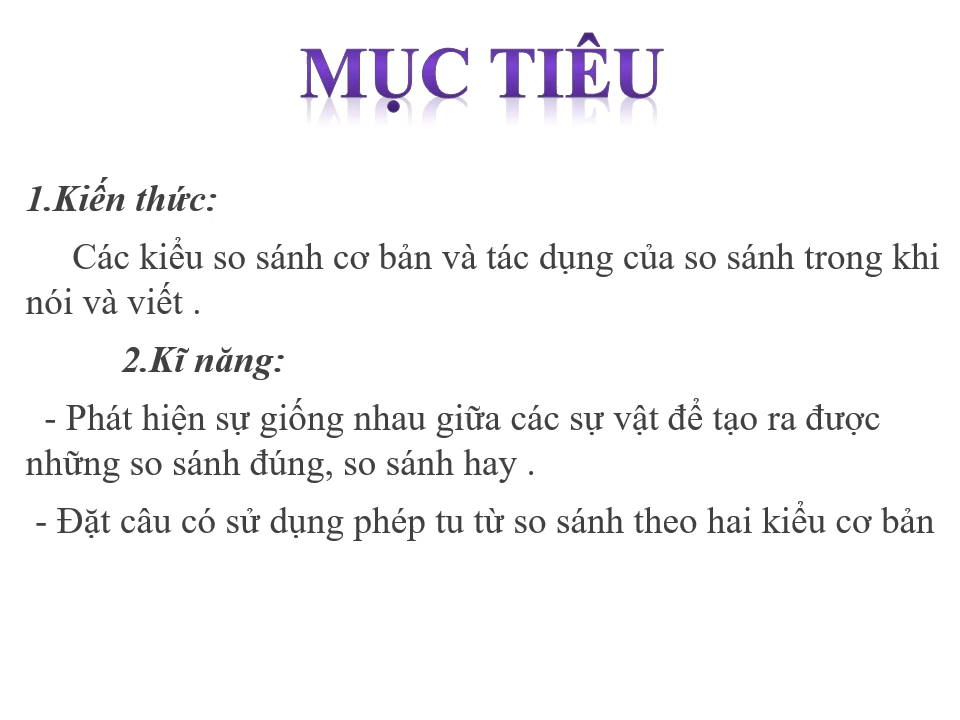 MỤC TIÊU
1.Kiến thức:
Các kiểu so sánh cơ bản và tác dụng của so sánh trong khi
nói và viết .
2.Kĩ năng:
- Phát hiện sự giống nhau giữa các sự vật để tạo ra được
những so sánh đúng, so sánh hay .
- Đặt câu có sử dụng phép tu từ so sánh theo hai kiểu cơ bản